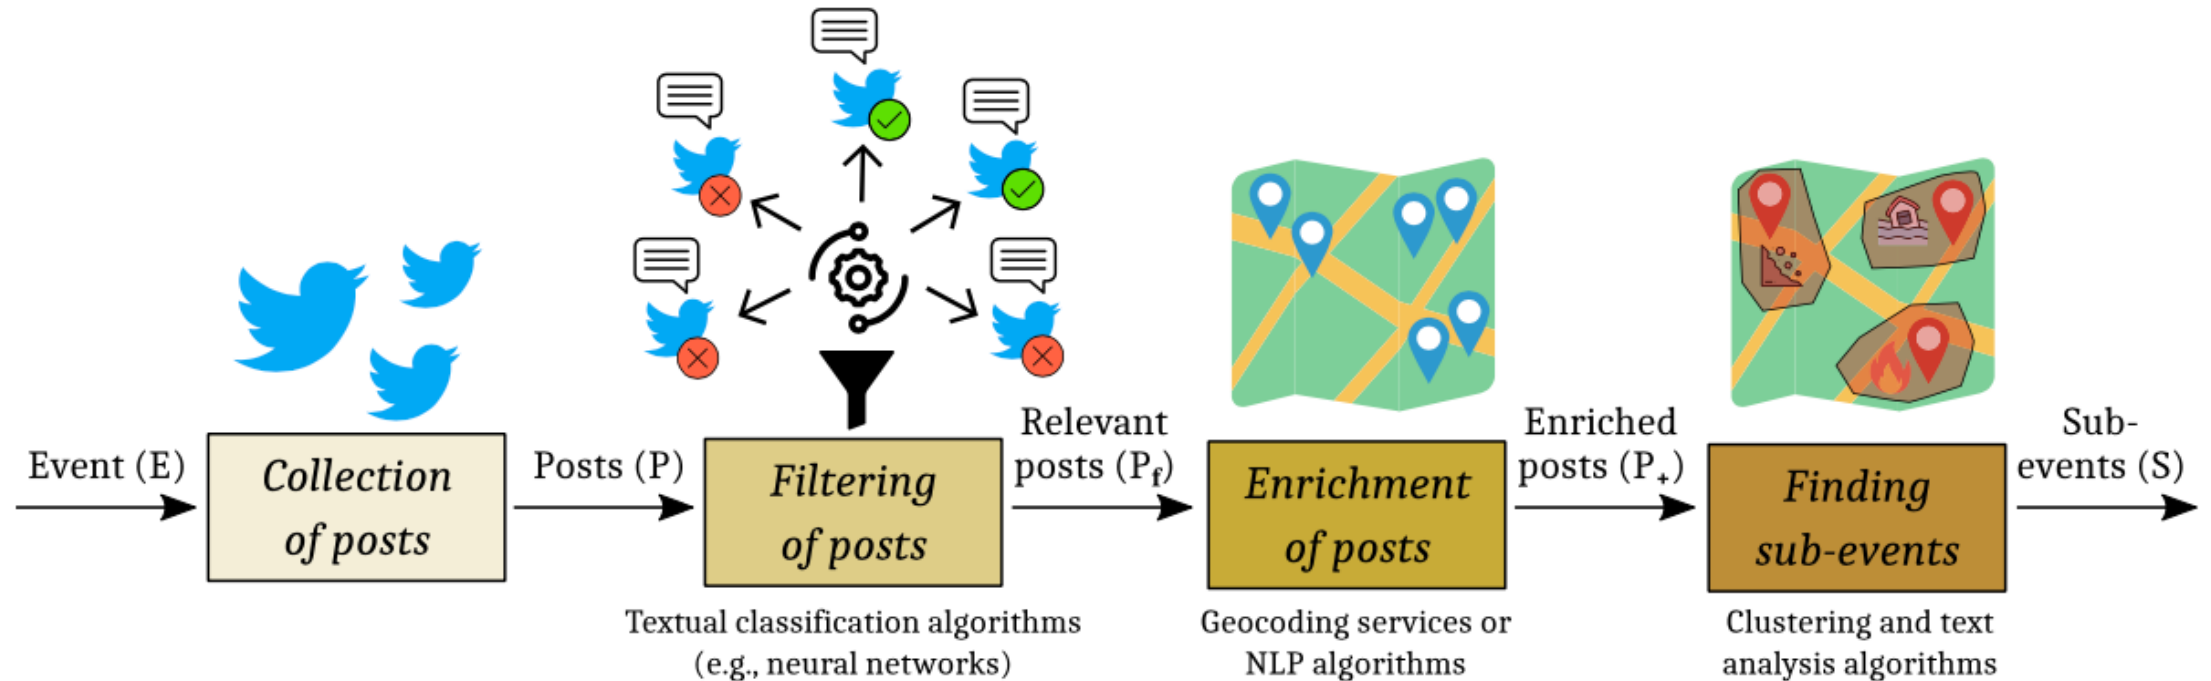 Event (E)
Collection
of posts
Posts (P)
Filtering
of posts
Textual classification algorithms
(e.g., neural networks)
Relevant
posts (Pf)
Enrichment
of posts
Geocoding services or
NLP algorithms
Enriched
posts (P+)
Finding
sub-events
Clustering and text
analysis algorithms
Sub-
events (S)